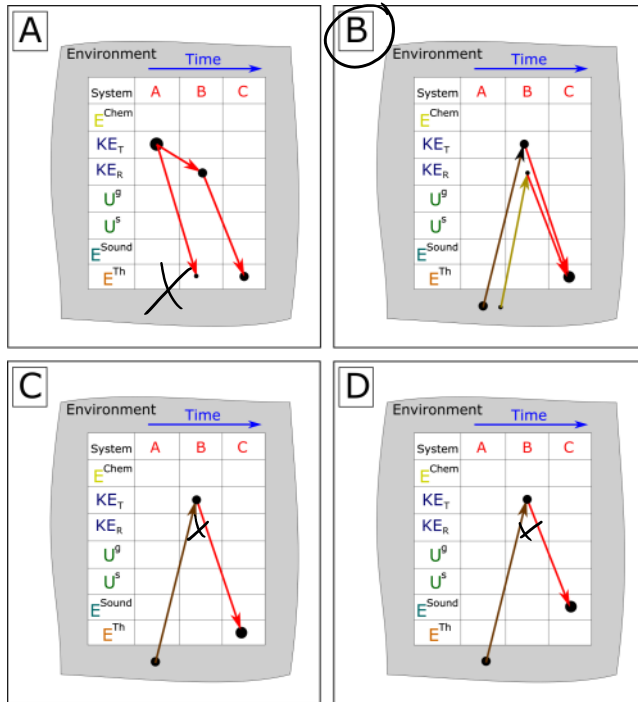 A
Environment
Time
System A B C
E^Chem
KE_T
KE_R
U^g
U^s
E^Sound
E^Th
B
Environment
Time
System A B C
E^Chem
KE_T
KE_R
U^g
U^s
E^Sound
E^Th
C
Environment
Time
System A B C
E^Chem
KE_T
KE_R
U^g
U^s
E^Sound
E^Th
D
Environment
Time
System A B C
E^Chem
KE_T
KE_R
U^g
U^s
E^Sound
E^Th